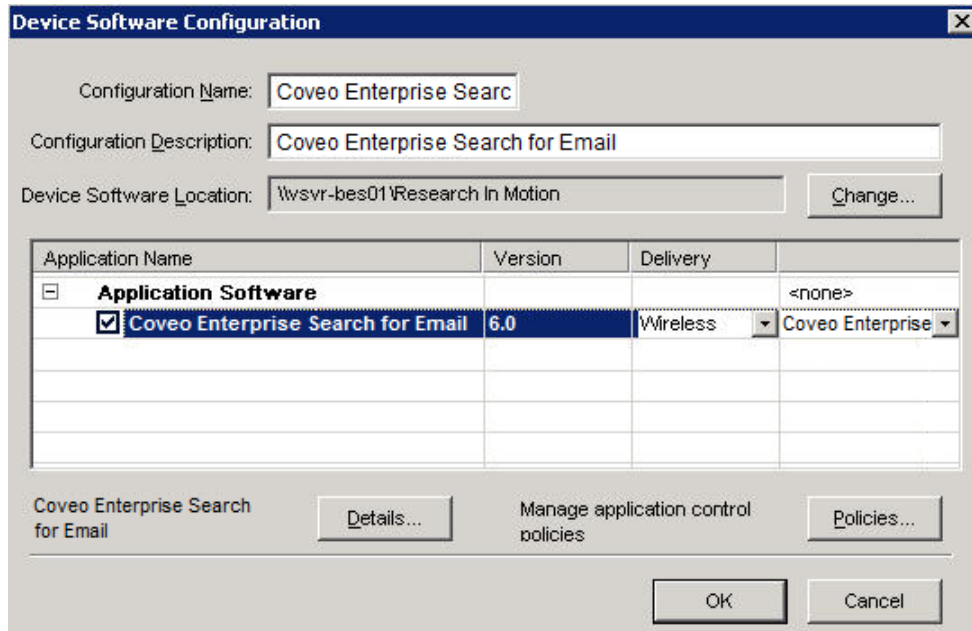 Device Software Configuration
Configuration Name: Coveo Enterprise Searc
Configuration Description: Coveo Enterprise Search for Email
Device Software Location: \\vsvr-bes01\Research In Motion Change...
Application Name Version Delivery
Application Software <none>
Coveo Enterprise Search for Email 6.0 Wireless Coveo Enterprise
Coveo Enterprise Search
for Email
Details...
Manage application control
policies
Policies...
OK Cancel